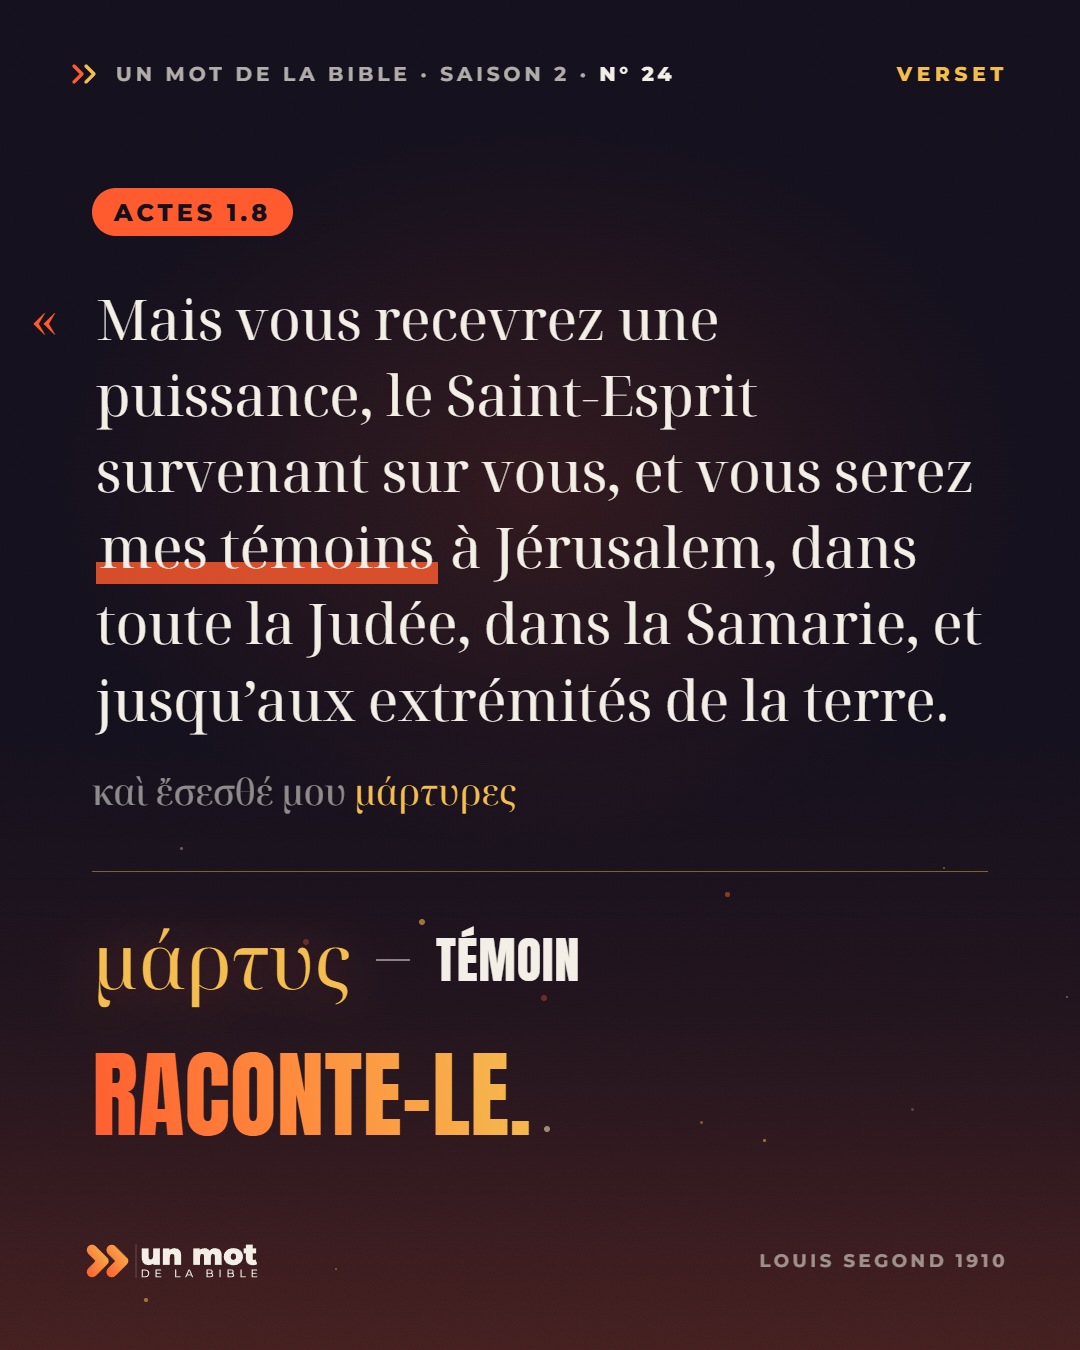 UN MOT DE LA BIBLE · SAISON 2 · N° 24
VERSET
ACTES 1.8
« Mais vous recevrez une
puissance, le Saint-Esprit
survenant sur vous, et vous serez
mes témoins à Jérusalem, dans
toute la Judée, dans la Samarie, et
jusqu’aux extrémités de la terre.
καὶ ἔσεσθέ μου μάρτυρες
μάρτυς — TÉMOIN
RACONTE-LE.
un mot
DE LA BIBLE
LOUIS SEGOND 1910